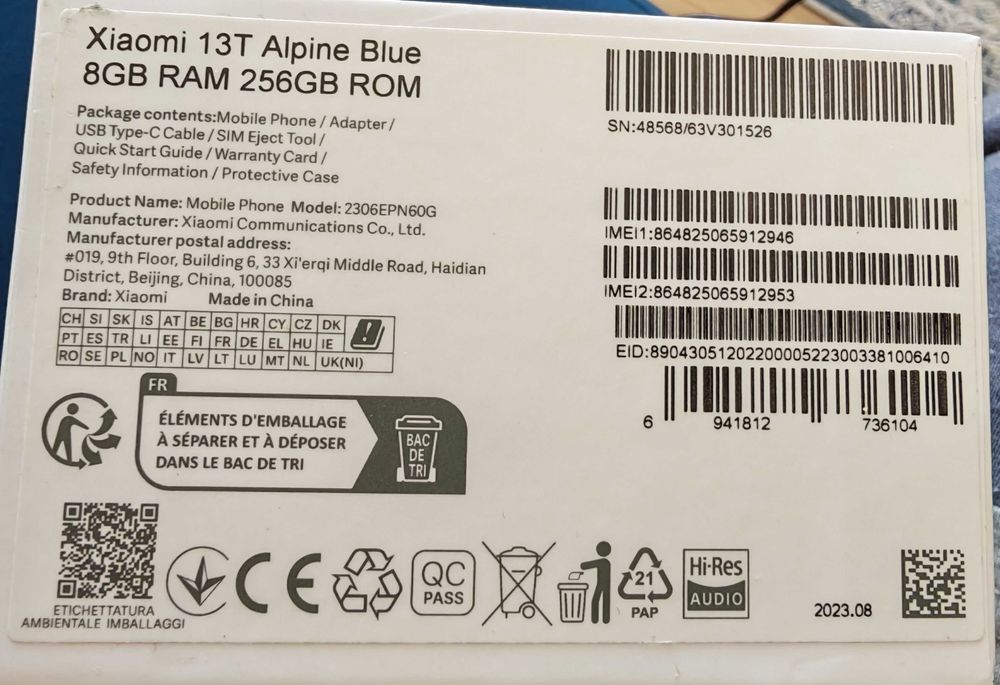 Xiaomi 13T Alpine Blue
8GB RAM 256GB ROM
Package contents:Mobile Phone / Adapter /
USB Type-C Cable / SIM Eject Tool /
Quick Start Guide / Warranty Card /
Safety Information / Protective Case
Product Name: Mobile Phone Model: 2306EPN60G
Manufacturer: Xiaomi Communications Co., Ltd.
Manufacturer postal address:
#019, 9th Floor, Building 6, 33 Xi'erqi Middle Road, Haidian
District, Beijing, China, 100085
Brand: Xiaomi Made in China
CH SI SK IS AT BE BG HR CY CZ DK
PT ES TR LI EE FI FR DE EL HU IE
RO SE PL NO IT LV LT LU MT NL UK(NI)
SN:48568/63V301526
IMEI1:864825065912946
IMEI2:864825065912953
EID:89043051202200005223003381006410
6 941812 736104
FR
ÉLÉMENTS D'EMBALLAGE
À SÉPARER ET À DÉPOSER
DANS LE BAC DE TRI
BAC
DE
TRI
ETICHETTATURA
AMBIENTALE IMBALLAGGI
CE
QC
PASS
21
PAP
Hi-Res
AUDIO
2023.08